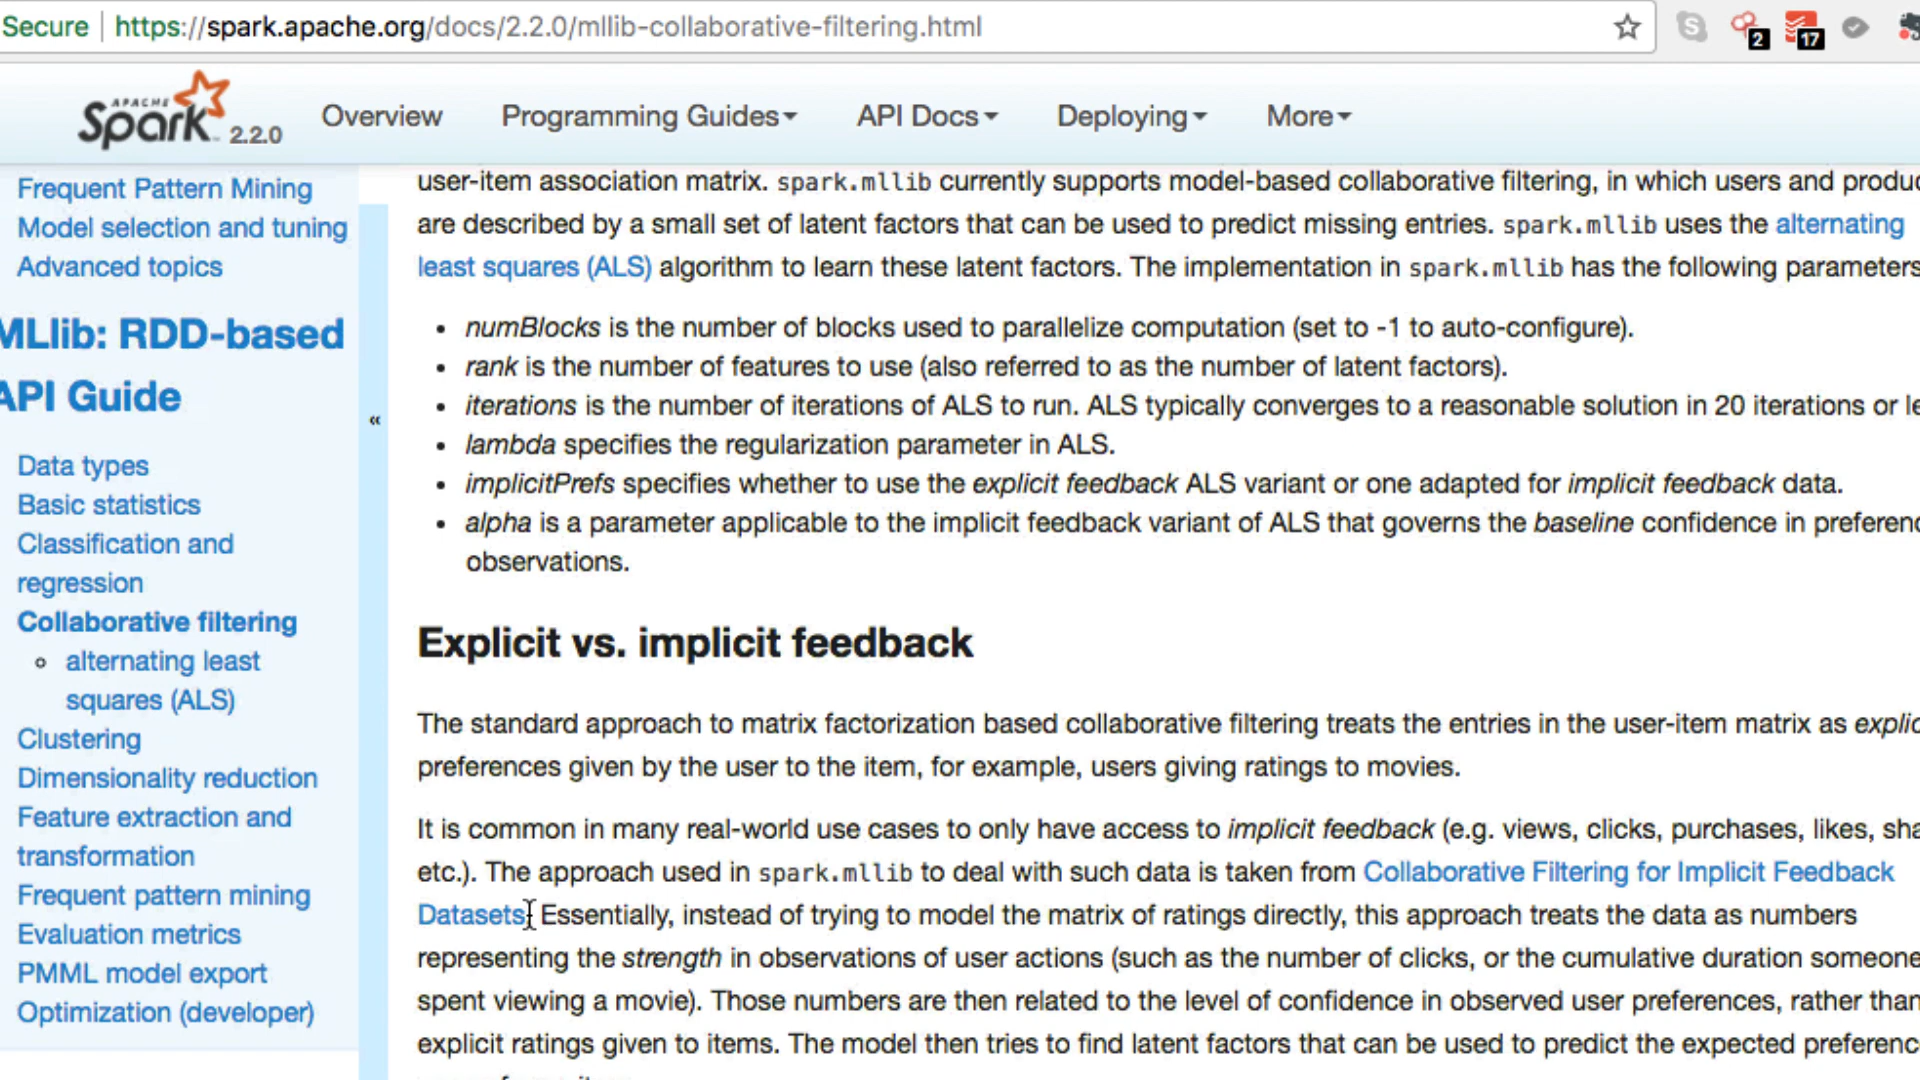 Secure https://spark.apache.org/docs/2.2.0/mllib-collaborative-filtering.html 2 17
APACHE Spark 2.2.0 Overview Programming Guides API Docs Deploying More
Frequent Pattern Mining
Model selection and tuning
Advanced topics
MLlib: RDD-based
API Guide
Data types
Basic statistics
Classification and
regression
Collaborative filtering
alternating least
squares (ALS)
Clustering
Dimensionality reduction
Feature extraction and
transformation
Frequent pattern mining
Evaluation metrics
PMML model export
Optimization (developer)
«
user-item association matrix. spark.mllib currently supports model-based collaborative filtering, in which users and produc
are described by a small set of latent factors that can be used to predict missing entries. spark.mllib uses the alternating
least squares (ALS) algorithm to learn these latent factors. The implementation in spark.mllib has the following parameters
• numBlocks is the number of blocks used to parallelize computation (set to -1 to auto-configure).
• rank is the number of features to use (also referred to as the number of latent factors).
• iterations is the number of iterations of ALS to run. ALS typically converges to a reasonable solution in 20 iterations or le
• lambda specifies the regularization parameter in ALS.
• implicitPrefs specifies whether to use the explicit feedback ALS variant or one adapted for implicit feedback data.
• alpha is a parameter applicable to the implicit feedback variant of ALS that governs the baseline confidence in preferenc
observations.
Explicit vs. implicit feedback
The standard approach to matrix factorization based collaborative filtering treats the entries in the user-item matrix as explic
preferences given by the user to the item, for example, users giving ratings to movies.
It is common in many real-world use cases to only have access to implicit feedback (e.g. views, clicks, purchases, likes, sha
etc.). The approach used in spark.mllib to deal with such data is taken from Collaborative Filtering for Implicit Feedback
Datasets. Essentially, instead of trying to model the matrix of ratings directly, this approach treats the data as numbers
representing the strength in observations of user actions (such as the number of clicks, or the cumulative duration someone
spent viewing a movie). Those numbers are then related to the level of confidence in observed user preferences, rather than
explicit ratings given to items. The model then tries to find latent factors that can be used to predict the expected preferenc